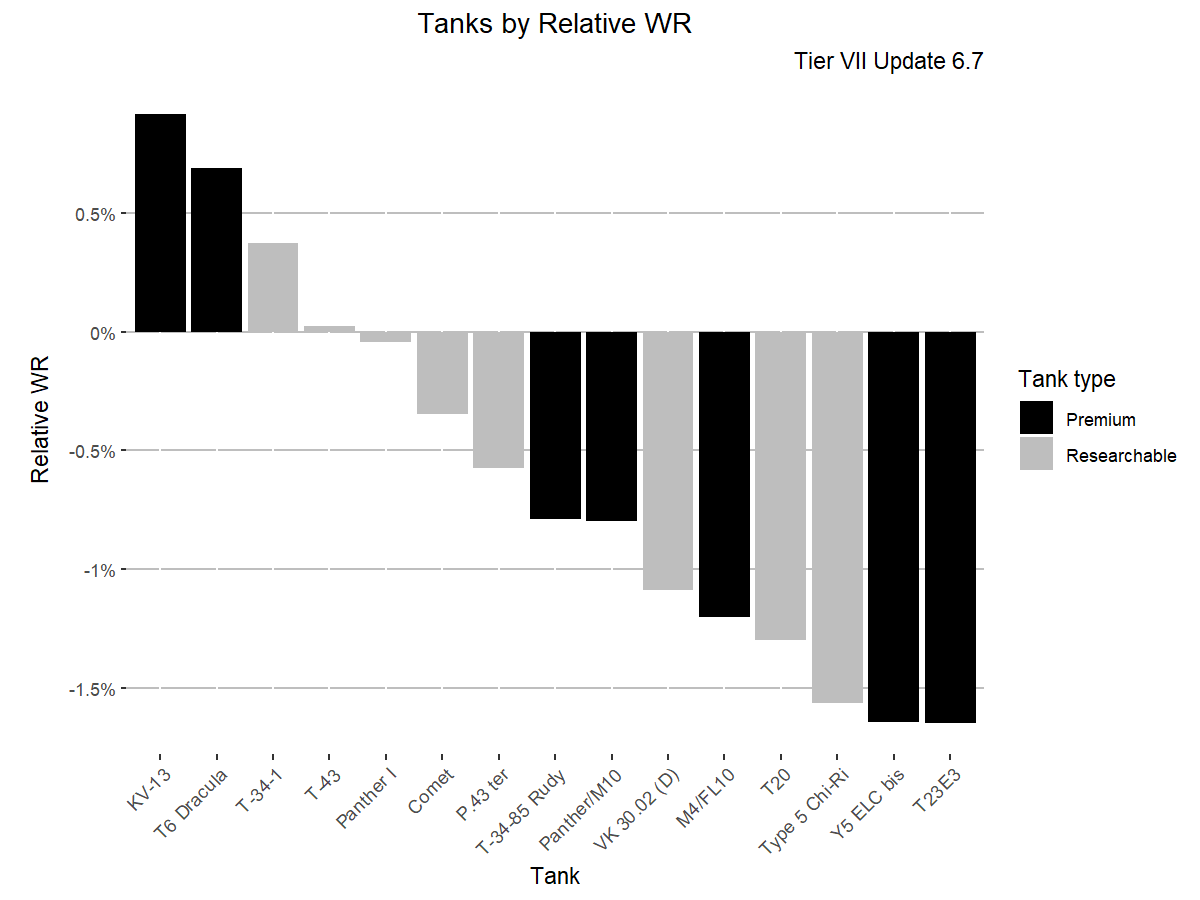 Tanks by Relative WR
Tier VII Update 6.7
Relative WR
0.5%
0%
-0.5%
-1%
-1.5%
KV-13
T6 Dracula
T-34-1
T-43
Panther I
Comet
P.43 ter
T-34-85 Rudy
Panther/M10
VK 30.02 (D)
M4/FL10
T20
Type 5 Chi-Ri
Y5 ELC bis
T23E3
Tank
Tank type
Premium
Researchable